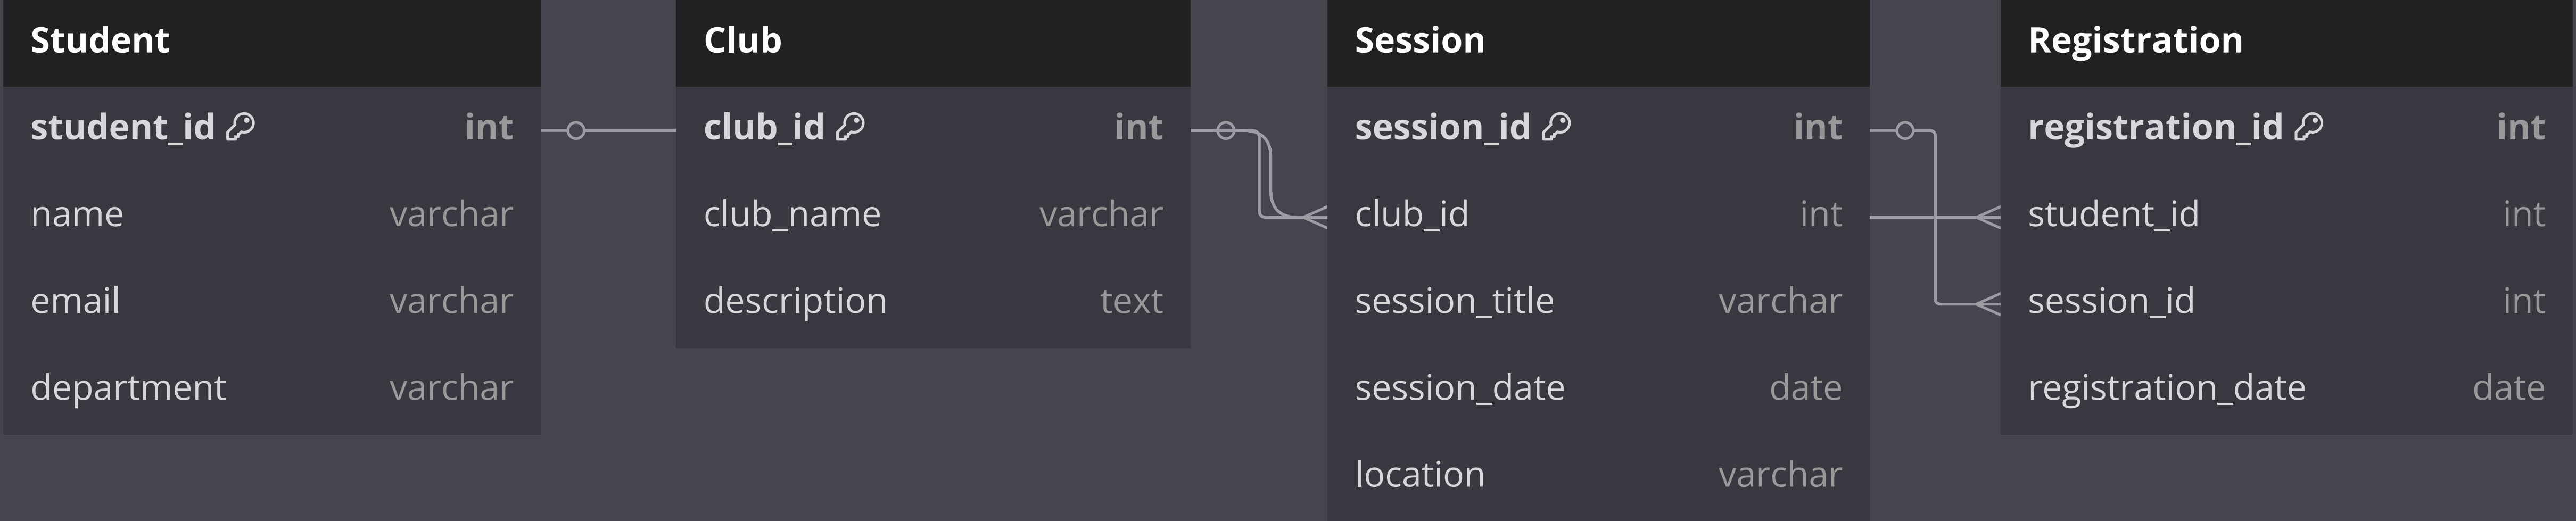 Student
student_id int
name varchar
email varchar
department varchar
Club
club_id int
club_name varchar
description text
Session
session_id int
club_id int
session_title varchar
session_date date
location varchar
Registration
registration_id int
student_id int
session_id int
registration_date date